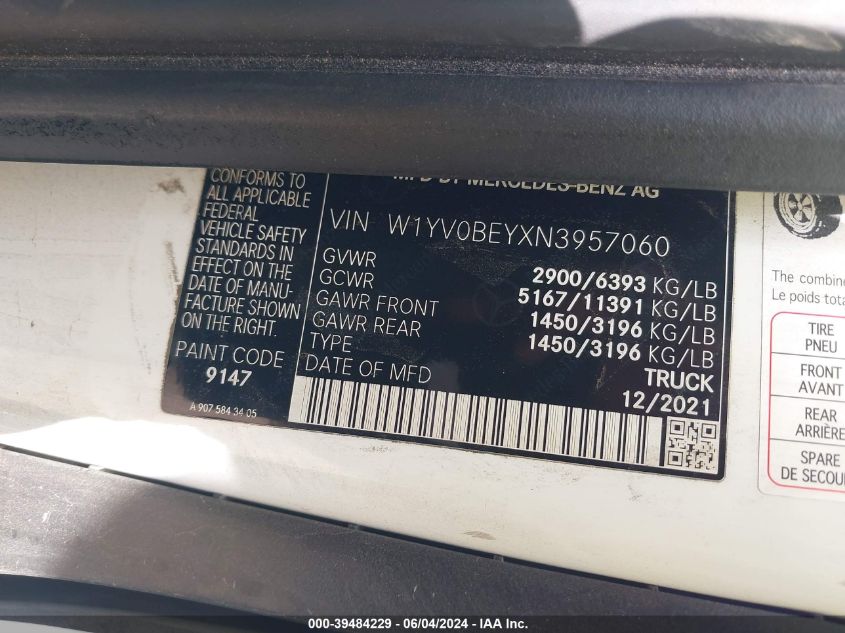 MFD BY MERCEDES-BENZ AG
CONFORMS TO
ALL APPLICABLE
FEDERAL
VEHICLE SAFETY
STANDARDS IN
EFFECT ON THE
DATE OF MANU-
FACTURE SHOWN
ON THE RIGHT.
PAINT CODE
9147
A 907 584 34 05
VIN W1YV0BEYXN3957060
GVWR 2900/6393 KG/LB
GCWR 5167/11391 KG/LB
GAWR FRONT 1450/3196 KG/LB
GAWR REAR 1450/3196 KG/LB
TYPE TRUCK
DATE OF MFD 12/2021
The combine
Le poids tota
TIRE
PNEU
FRONT
AVANT
REAR
ARRIÈRE
SPARE
DE SECOU
000-39484229 - 06/04/2024 - IAA Inc.